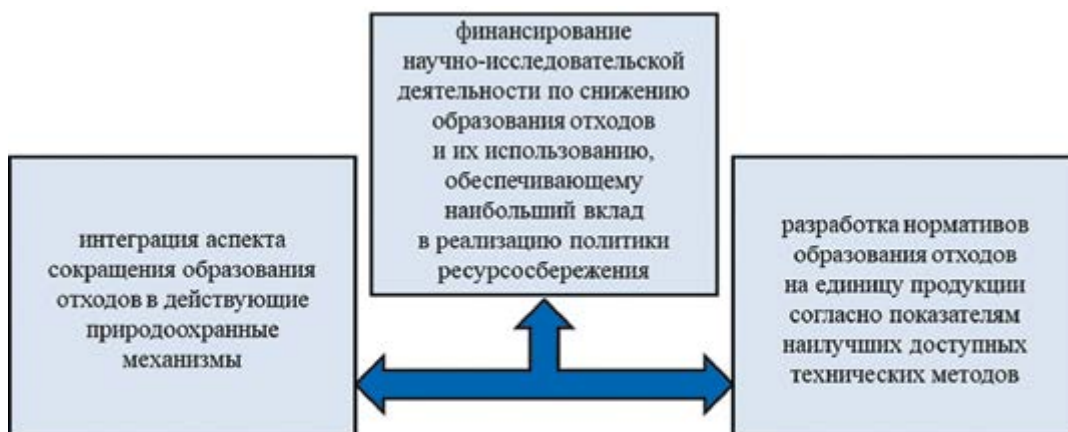 финансирование
научно-исследовательской
деятельности по снижению
образования отходов
и их использованию,
обеспечивающему
наибольший вклад
в реализацию политики
ресурсосбережения
интеграция аспекта
сокращения образования
отходов в действующие
природоохранные
механизмы
разработка нормативов
образования отходов
на единицу продукции
согласно показателям
наилучших доступных
технических методов